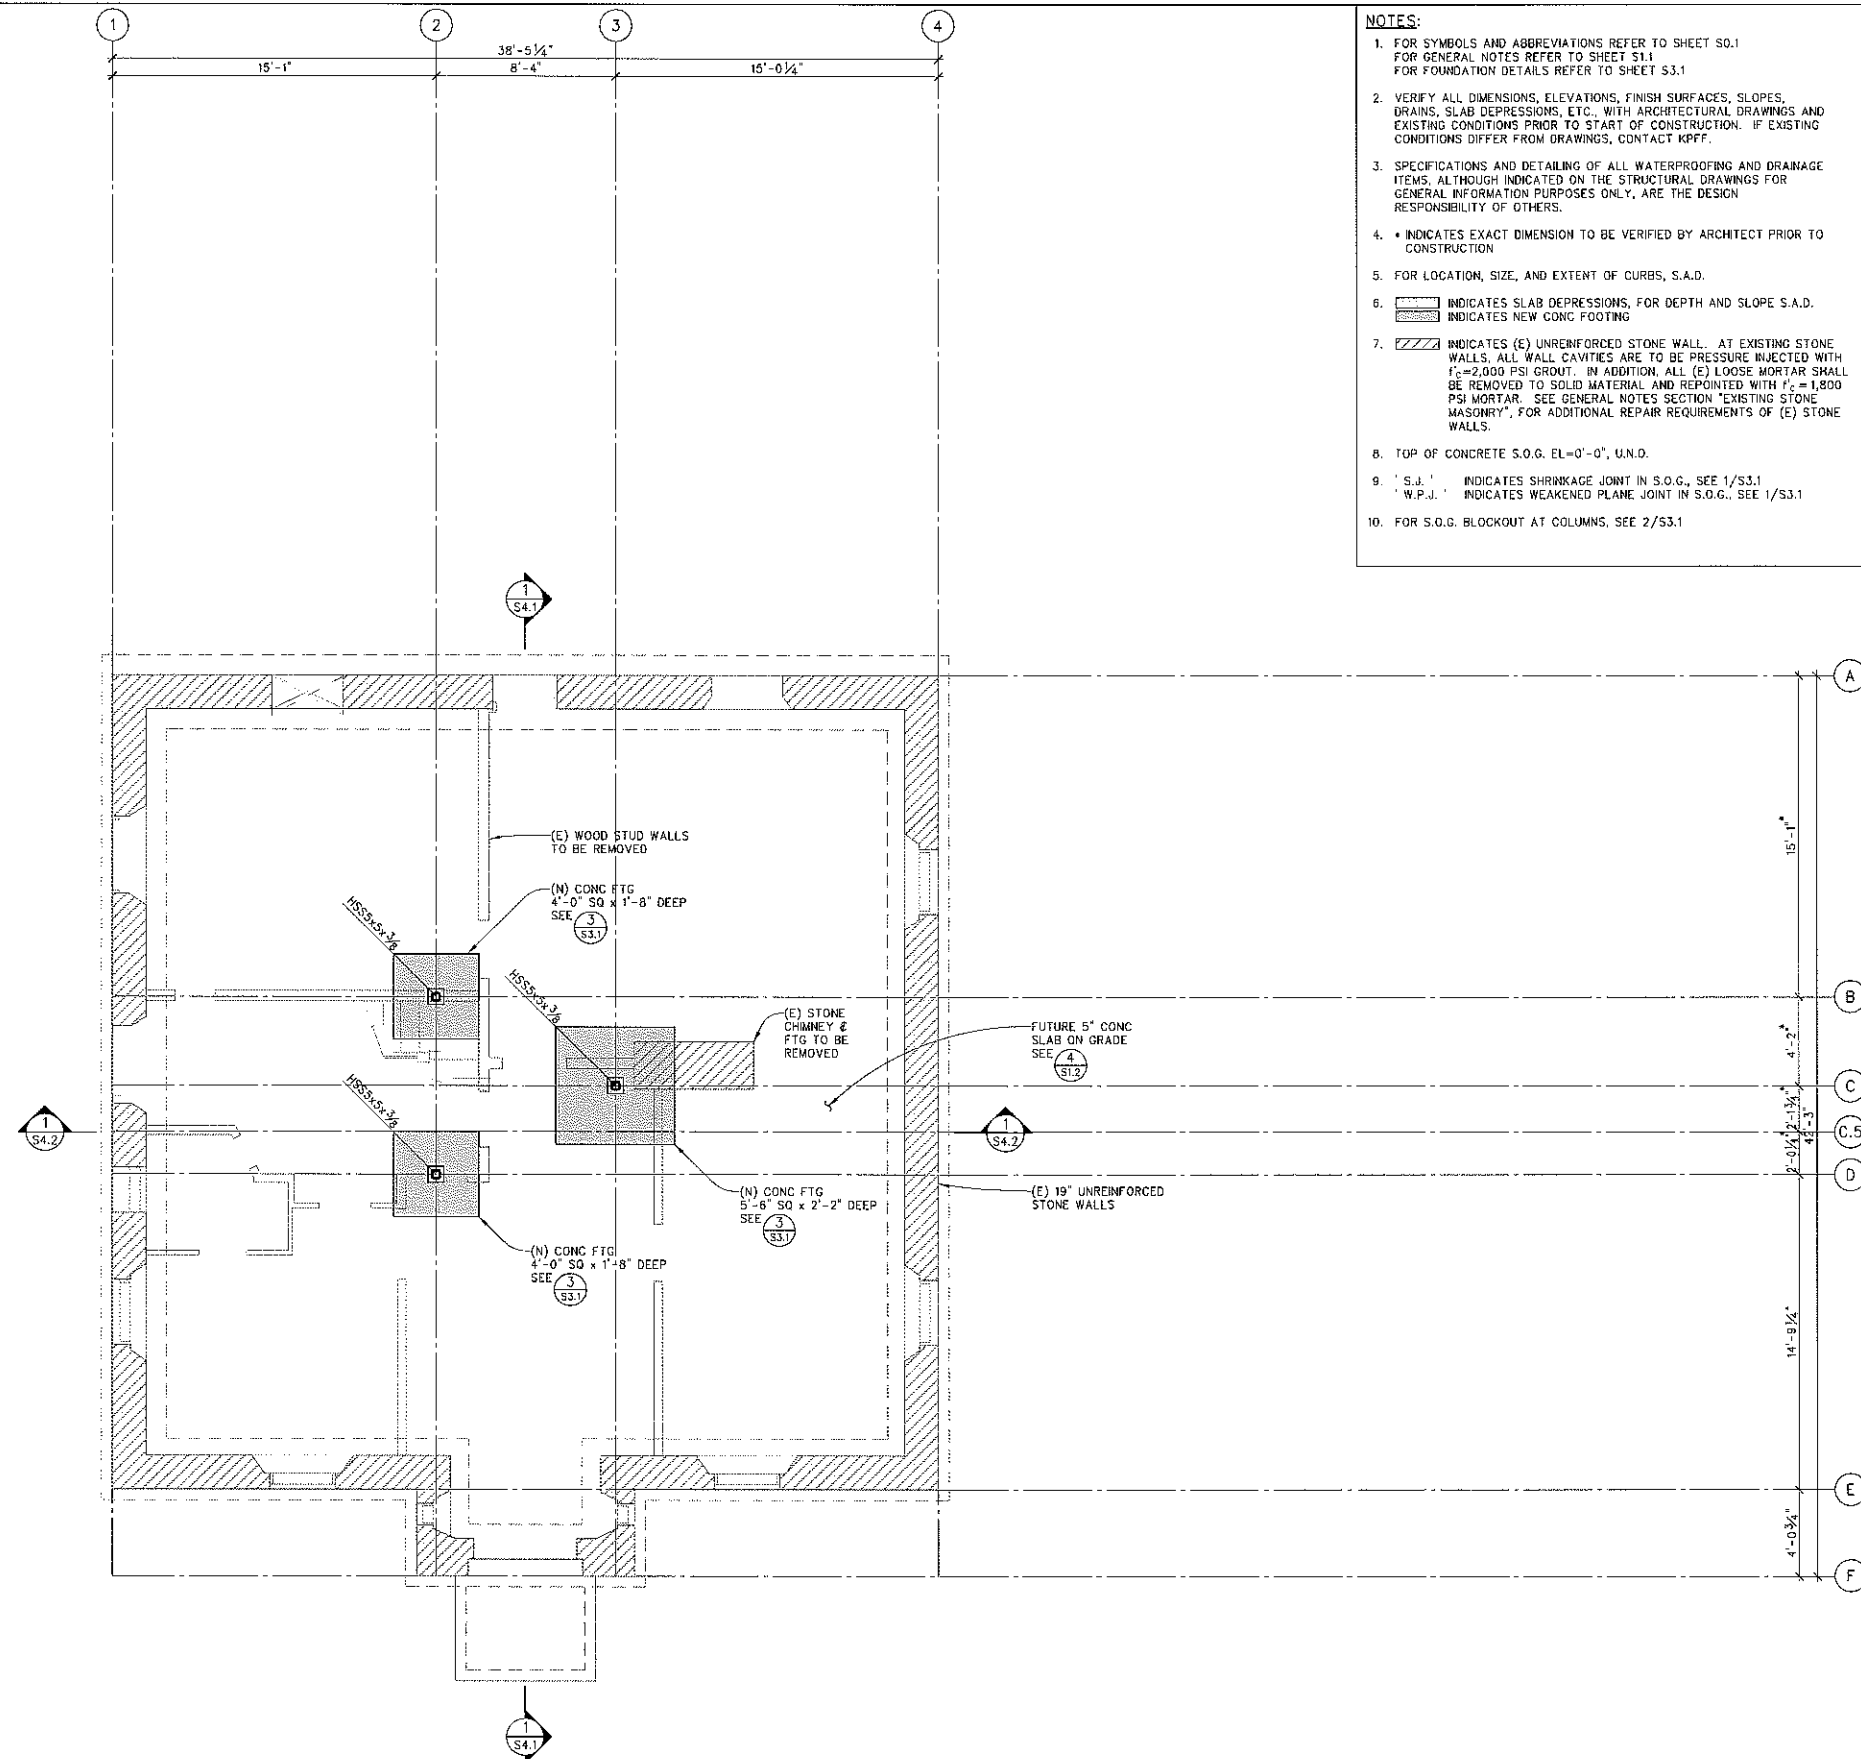 1
2
3
4
38'-5¼"
15'-1"
8'-4"
15'-0¼"
NOTES:
1. FOR SYMBOLS AND ABBREVIATIONS REFER TO SHEET S0.1
FOR GENERAL NOTES REFER TO SHEET S1.1
FOR FOUNDATION DETAILS REFER TO SHEET S3.1
2. VERIFY ALL DIMENSIONS, ELEVATIONS, FINISH SURFACES, SLOPES,
DRAINS, SLAB DEPRESSIONS, ETC., WITH ARCHITECTURAL DRAWINGS AND
EXISTING CONDITIONS PRIOR TO START OF CONSTRUCTION. IF EXISTING
CONDITIONS DIFFER FROM DRAWINGS, CONTACT KPFF.
3. SPECIFICATIONS AND DETAILING OF ALL WATERPROOFING AND DRAINAGE
ITEMS, ALTHOUGH INDICATED ON THE STRUCTURAL DRAWINGS FOR
GENERAL INFORMATION PURPOSES ONLY, ARE THE DESIGN
RESPONSIBILITY OF OTHERS.
4. * INDICATES EXACT DIMENSION TO BE VERIFIED BY ARCHITECT PRIOR TO
CONSTRUCTION
5. FOR LOCATION, SIZE, AND EXTENT OF CURBS, S.A.D.
6. INDICATES SLAB DEPRESSIONS, FOR DEPTH AND SLOPE S.A.D.
INDICATES NEW CONC FOOTING
7. INDICATES (E) UNREINFORCED STONE WALL. AT EXISTING STONE
WALLS, ALL WALL CAVITIES ARE TO BE PRESSURE INJECTED WITH
f'c=2,000 PSI GROUT. IN ADDITION, ALL (E) LOOSE MORTAR SHALL
BE REMOVED TO SOLID MATERIAL AND REPOINTED WITH f'c = 1,800
PSI MORTAR. SEE GENERAL NOTES SECTION "EXISTING STONE
MASONRY", FOR ADDITIONAL REPAIR REQUIREMENTS OF (E) STONE
WALLS.
8. TOP OF CONCRETE S.O.G. EL=0'-0", U.N.O.
9. ' S.J. ' INDICATES SHRINKAGE JOINT IN S.O.G., SEE 1/S3.1
' W.P.J. ' INDICATES WEAKENED PLANE JOINT IN S.O.G., SEE 1/S3.1
10. FOR S.O.G. BLOCKOUT AT COLUMNS, SEE 2/S3.1
1
S4.1
A
15'-1"*
(E) WOOD STUD WALLS
TO BE REMOVED
(N) CONC FTG
4'-0" SQ x 1'-8" DEEP
SEE 3
S3.1
HSS5x5x3/8
B
HSS5x5x3/8
(E) STONE
CHIMNEY &
FTG TO BE
REMOVED
FUTURE 5" CONC
SLAB ON GRADE
SEE 4
S1.2
4'-2"*
C
HSS5x5x3/8
1
S4.2
1
S4.2
2'-1¾"*
42'-3"
C.5
2'-0¼"*
D
(N) CONC FTG
5'-6" SQ x 2'-2" DEEP
SEE 3
S3.1
(E) 19" UNREINFORCED
STONE WALLS
(N) CONC FTG
4'-0" SQ x 1'-8" DEEP
SEE 3
S3.1
14'-9¼"
E
4'-0¾"
F
1
S4.1